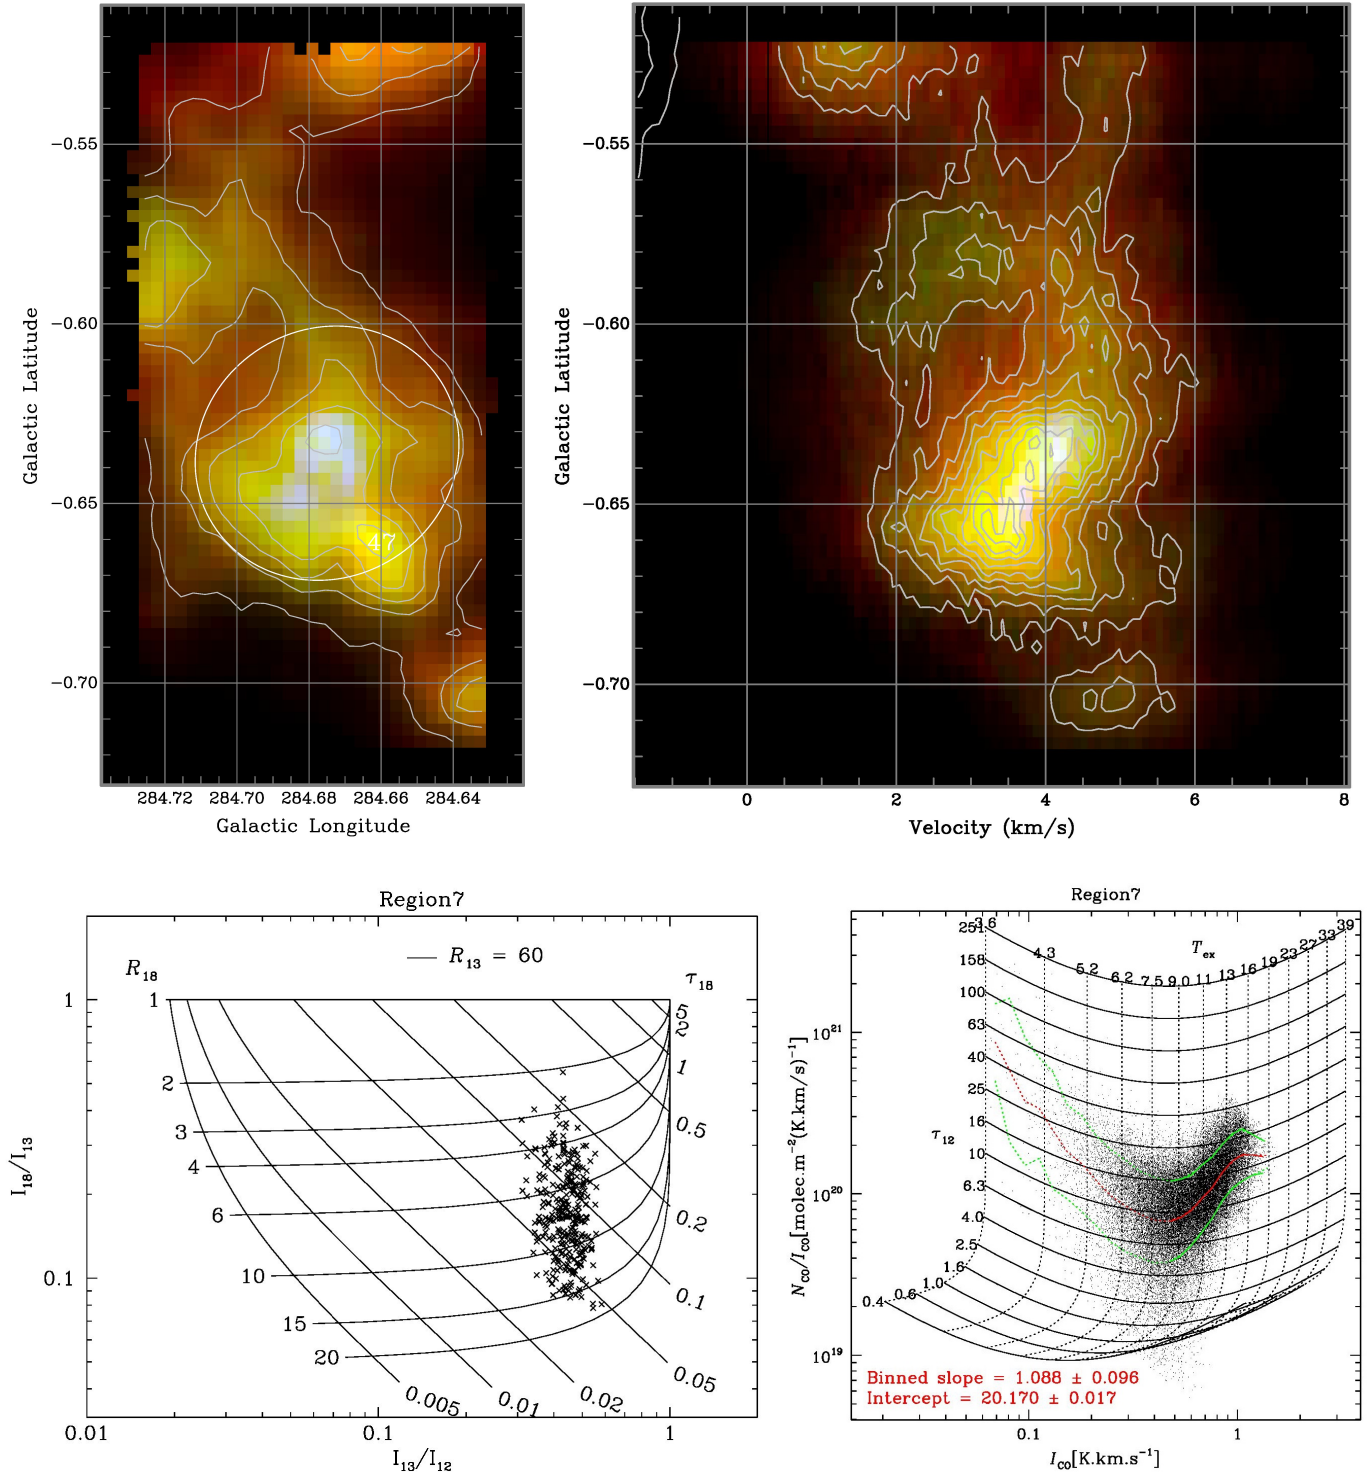 −0.55
−0.60
−0.65
−0.70
Galactic Latitude
47
284.72 284.70 284.68 284.66 284.64
Galactic Longitude
−0.55
−0.60
−0.65
−0.70
Galactic Latitude
0 2 4 6 8
Velocity (km/s)
Region7
R18
R13 = 60
τ18
1
2
3
4
6
10
15
20
5
2
1
0.5
0.2
0.1
0.05
0.02
0.01
0.005
1
0.1
I18/I13
0.01 0.1 1
I13/I12
Region7
Tex
3.6 4.3 5.2 6.2 7.5 9.0 11 13 16 19 23 27 33 39
251
158
100
63
40
25
16
τ12
10
6.3
4.0
2.5
1.6
1.0
0.6
0.4
10^21
10^20
10^19
NCO/ICO[molec.m−2(K.km/s)−1]
Binned slope = 1.088 ± 0.096
Intercept = 20.170 ± 0.017
0.1 1
ICO[K.km.s−1]